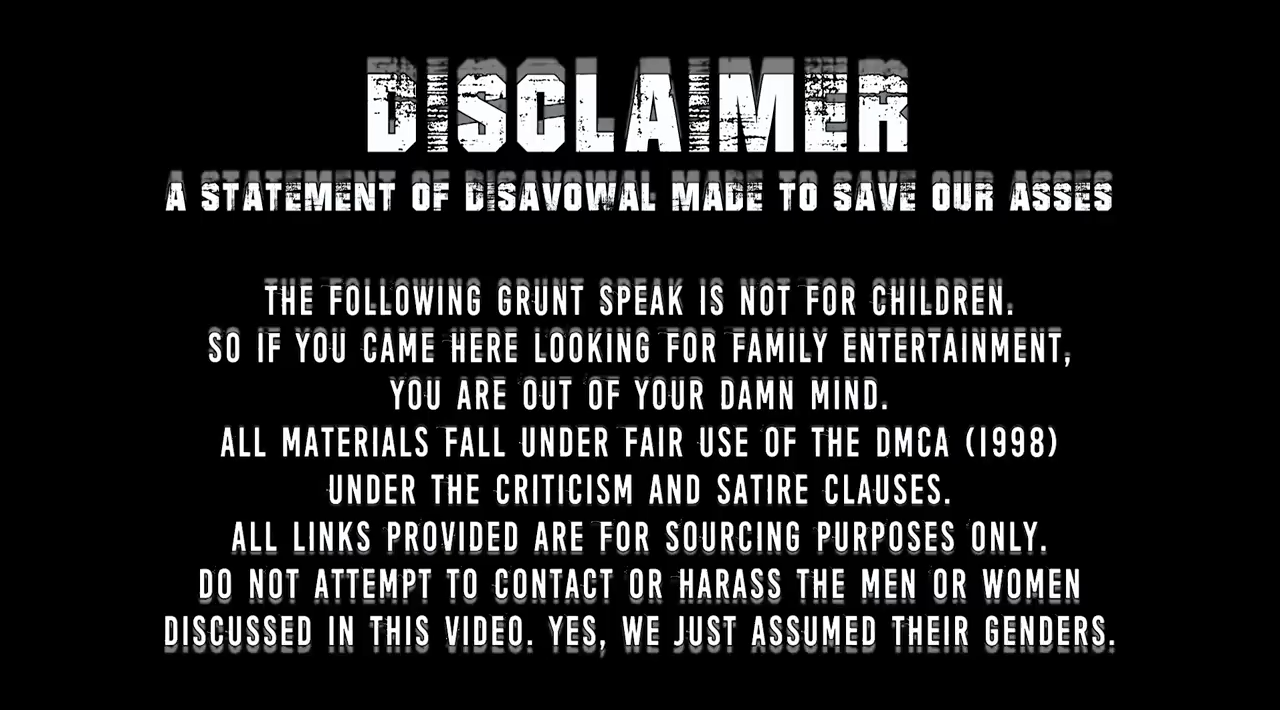 DISCLAIMER
A STATEMENT OF DISAVOWAL MADE TO SAVE OUR ASSES
THE FOLLOWING GRUNT SPEAK IS NOT FOR CHILDREN.
SO IF YOU CAME HERE LOOKING FOR FAMILY ENTERTAINMENT,
YOU ARE OUT OF YOUR DAMN MIND.
ALL MATERIALS FALL UNDER FAIR USE OF THE DMCA (1998)
UNDER THE CRITICISM AND SATIRE CLAUSES.
ALL LINKS PROVIDED ARE FOR SOURCING PURPOSES ONLY.
DO NOT ATTEMPT TO CONTACT OR HARASS THE MEN OR WOMEN
DISCUSSED IN THIS VIDEO. YES, WE JUST ASSUMED THEIR GENDERS.